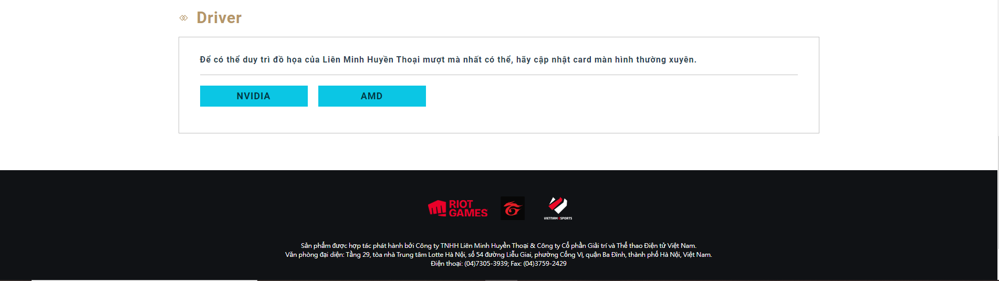 Driver
Để có thể duy trì đồ họa của Liên Minh Huyền Thoại mượt mà nhất có thể, hãy cập nhật card màn hình thường xuyên.
NVIDIA
AMD
RIOT
GAMES
VIETNAM ESPORTS
Sản phẩm được hợp tác phát hành bởi Công ty TNHH Liên Minh Huyền Thoại & Công ty Cổ phần Giải trí và Thể thao Điện tử Việt Nam.
Văn phòng đại diện: Tầng 29, tòa nhà Trung tâm Lotte Hà Nội, số 54 đường Liễu Giai, phường Cống Vị, quận Ba Đình, thành phố Hà Nội, Việt Nam.
Điện thoại: (04)7305-3939; Fax: (04)3759-2429